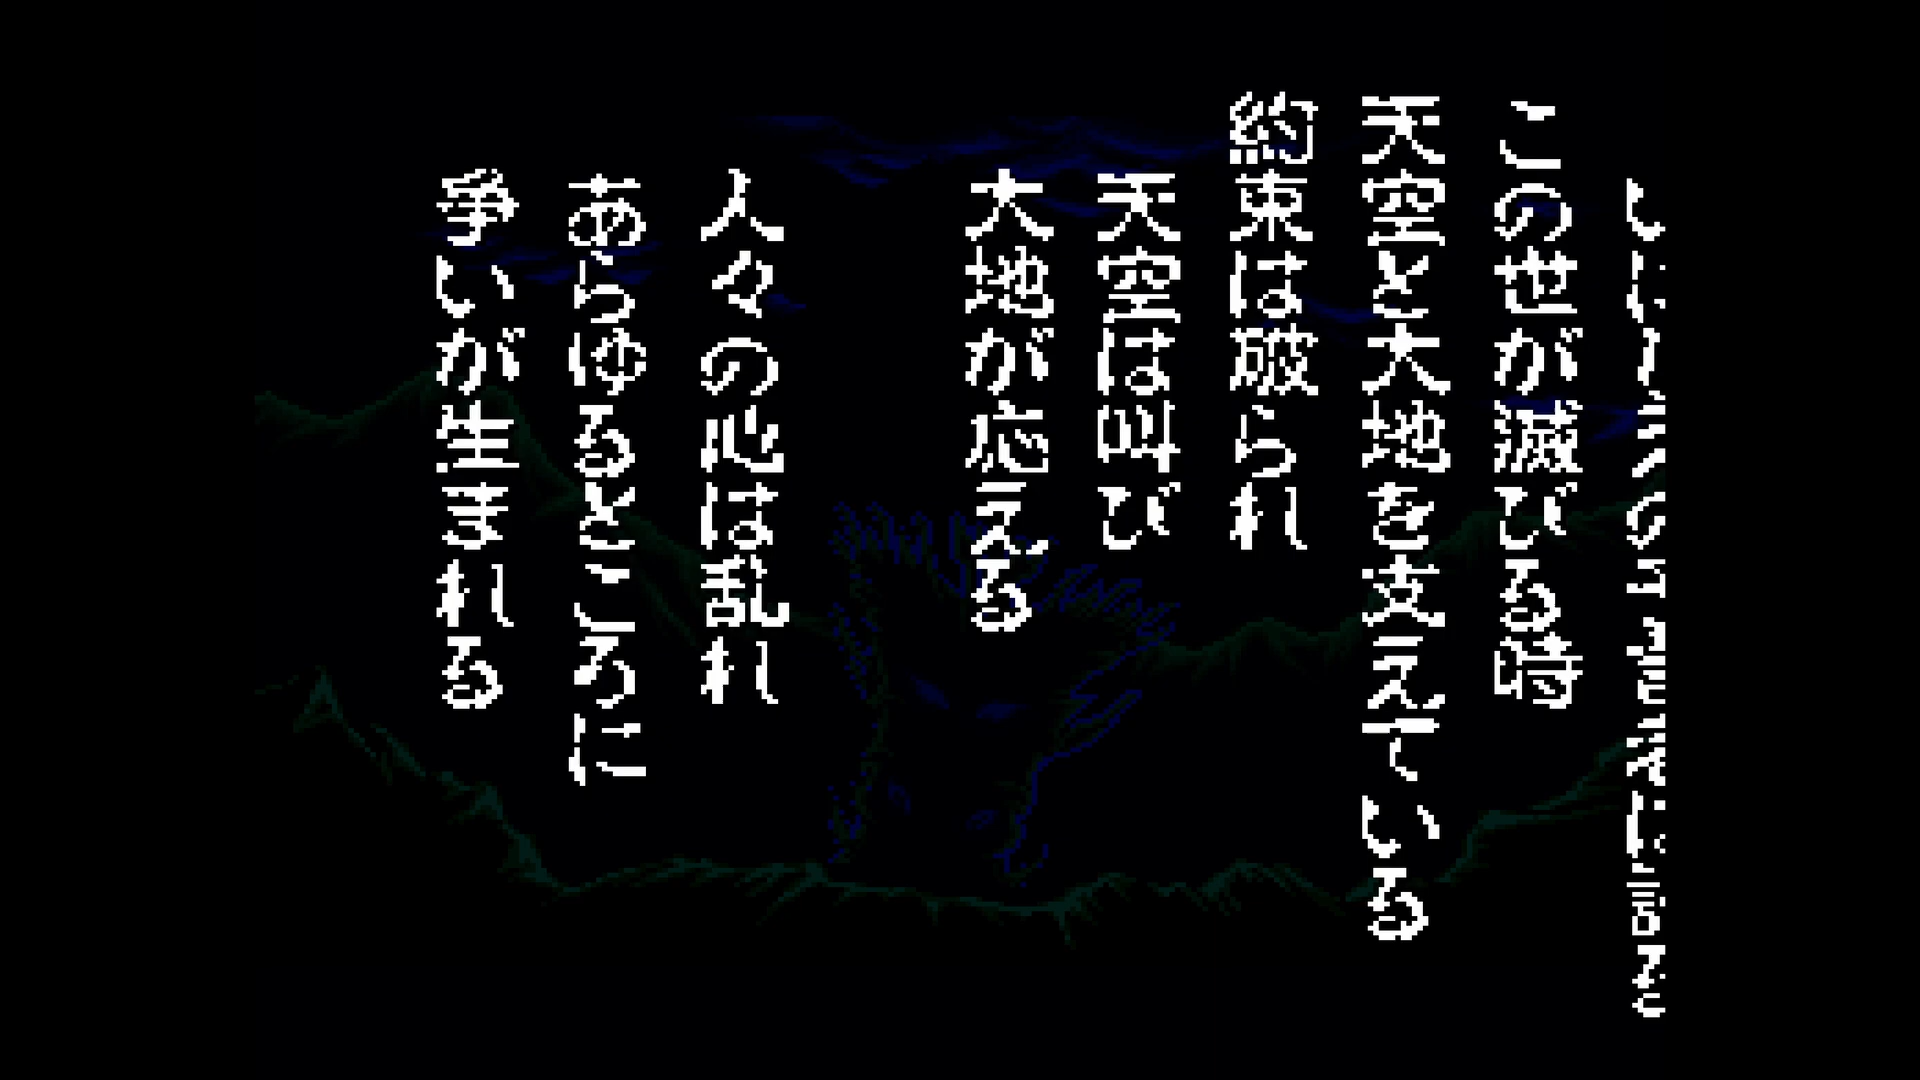 この世が滅びる時
天空と大地を支えている
約束は破られ
天空は叫び
大地が応える
人々の心は乱れ
あらゆるところに
争いが生まれる